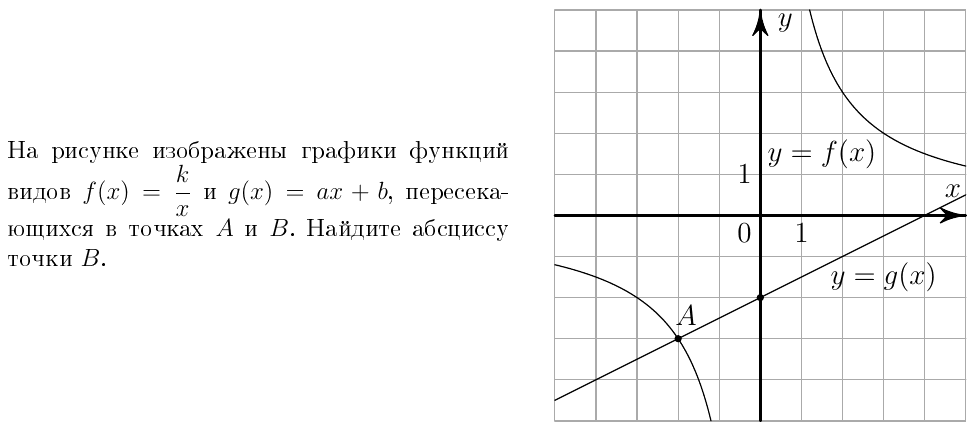 На рисунке изображены графики функций
видов f(x) = k/x и g(x) = ax + b, пересека-
ющихся в точках A и B. Найдите абсциссу
точки B.
y
y = f(x)
1
x
0
1
y = g(x)
A